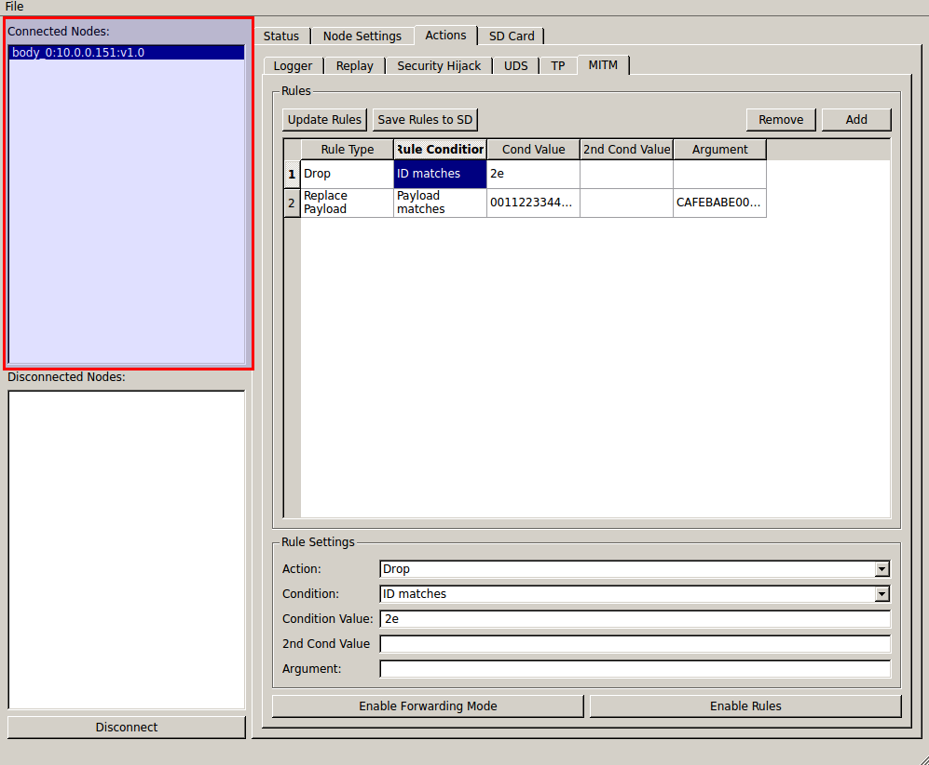 File
Connected Nodes:
body_0:10.0.0.151:v1.0
Disconnected Nodes:
Disconnect
Status Node Settings Actions SD Card
Logger Replay Security Hijack UDS TP MITM
Rules
Update Rules Save Rules to SD Remove Add
Rule Type Rule Condition Cond Value 2nd Cond Value Argument
1 Drop ID matches 2e
2 Replace Payload Payload matches 0011223344... CAFEBABE00...
Rule Settings
Action: Drop
Condition: ID matches
Condition Value: 2e
2nd Cond Value
Argument:
Enable Forwarding Mode Enable Rules